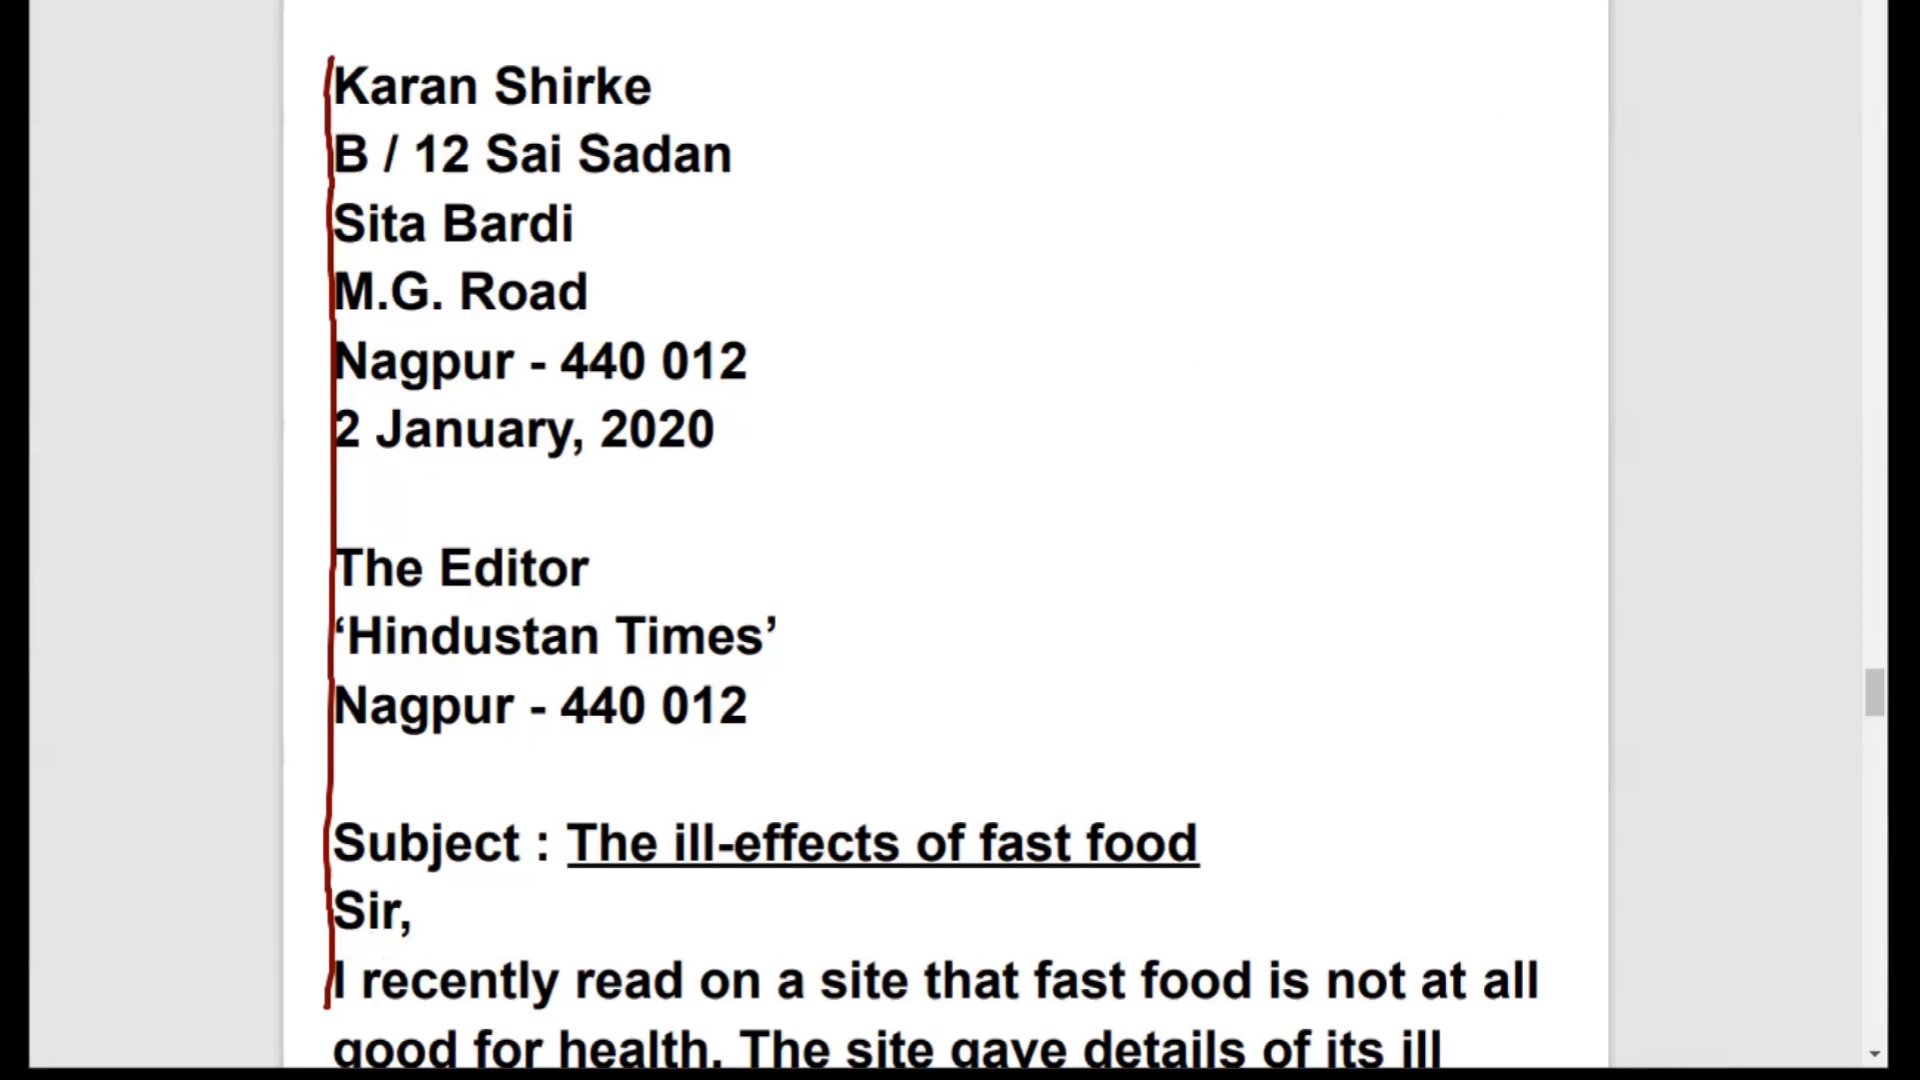 Karan Shirke
B / 12 Sai Sadan
Sita Bardi
M.G. Road
Nagpur - 440 012
2 January, 2020
The Editor
‘Hindustan Times’
Nagpur - 440 012
Subject : The ill-effects of fast food
Sir,
I recently read on a site that fast food is not at all
good for health. The site gave details of its ill